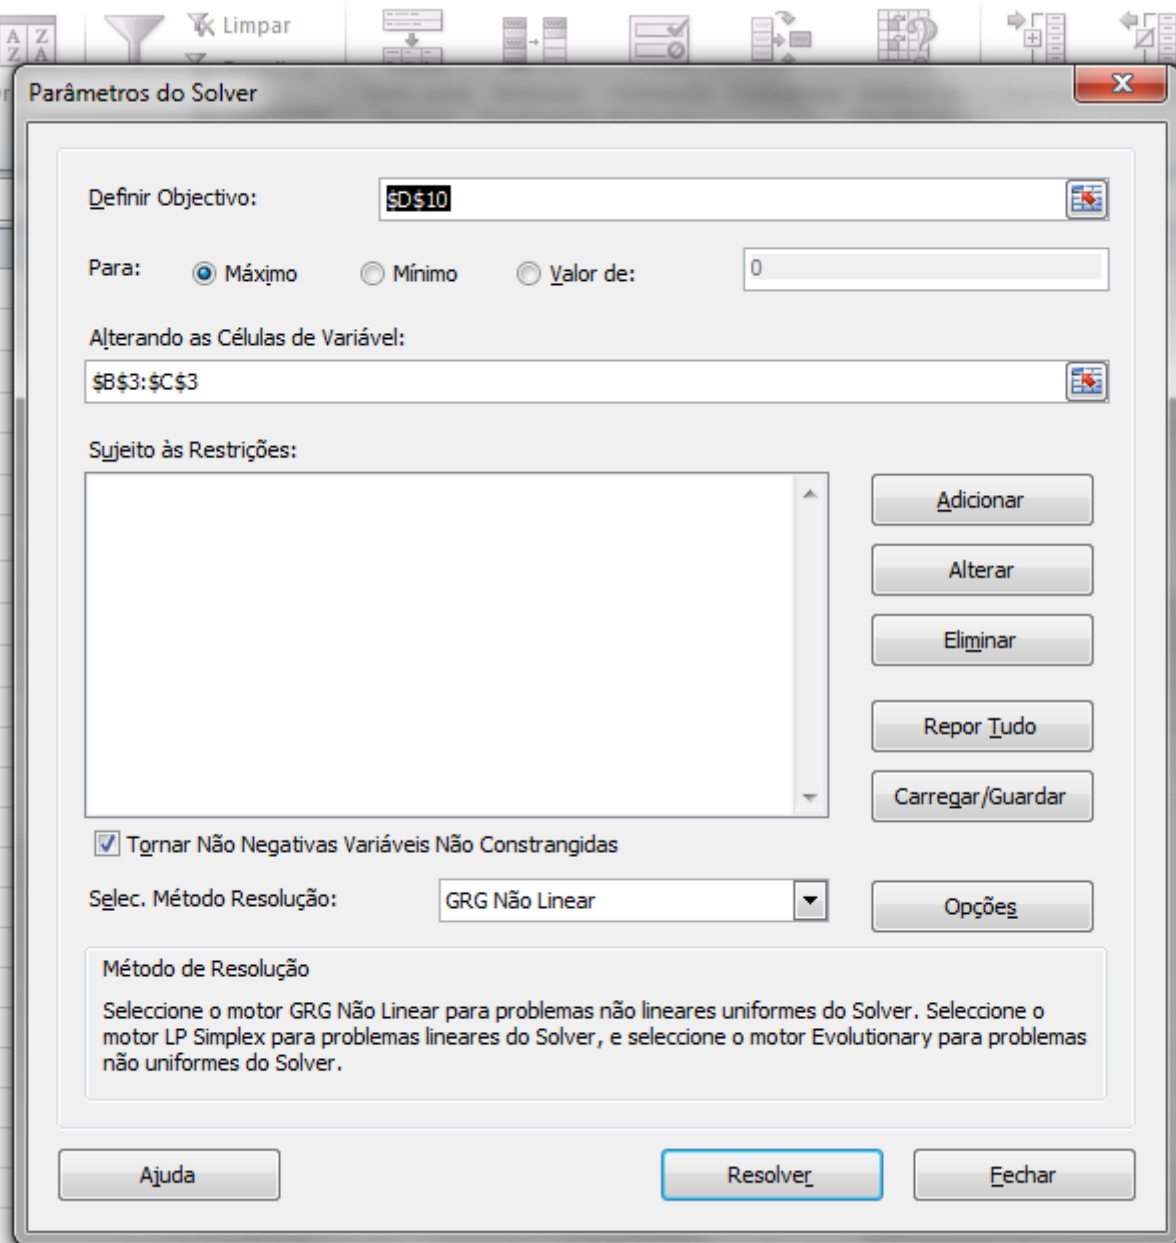 A Z
Z A
Limpar
Parâmetros do Solver
Definir Objectivo:
$D$10
Para:
Máximo
Mínimo
Valor de:
0
Alterando as Células de Variável:
$B$3:$C$3
Sujeito às Restrições:
Adicionar
Alterar
Eliminar
Repor Tudo
Carregar/Guardar
Tornar Não Negativas Variáveis Não Constrangidas
Selec. Método Resolução:
GRG Não Linear
Opções
Método de Resolução
Seleccione o motor GRG Não Linear para problemas não lineares uniformes do Solver. Seleccione o
motor LP Simplex para problemas lineares do Solver, e seleccione o motor Evolutionary para problemas
não uniformes do Solver.
Ajuda
Resolver
Fechar